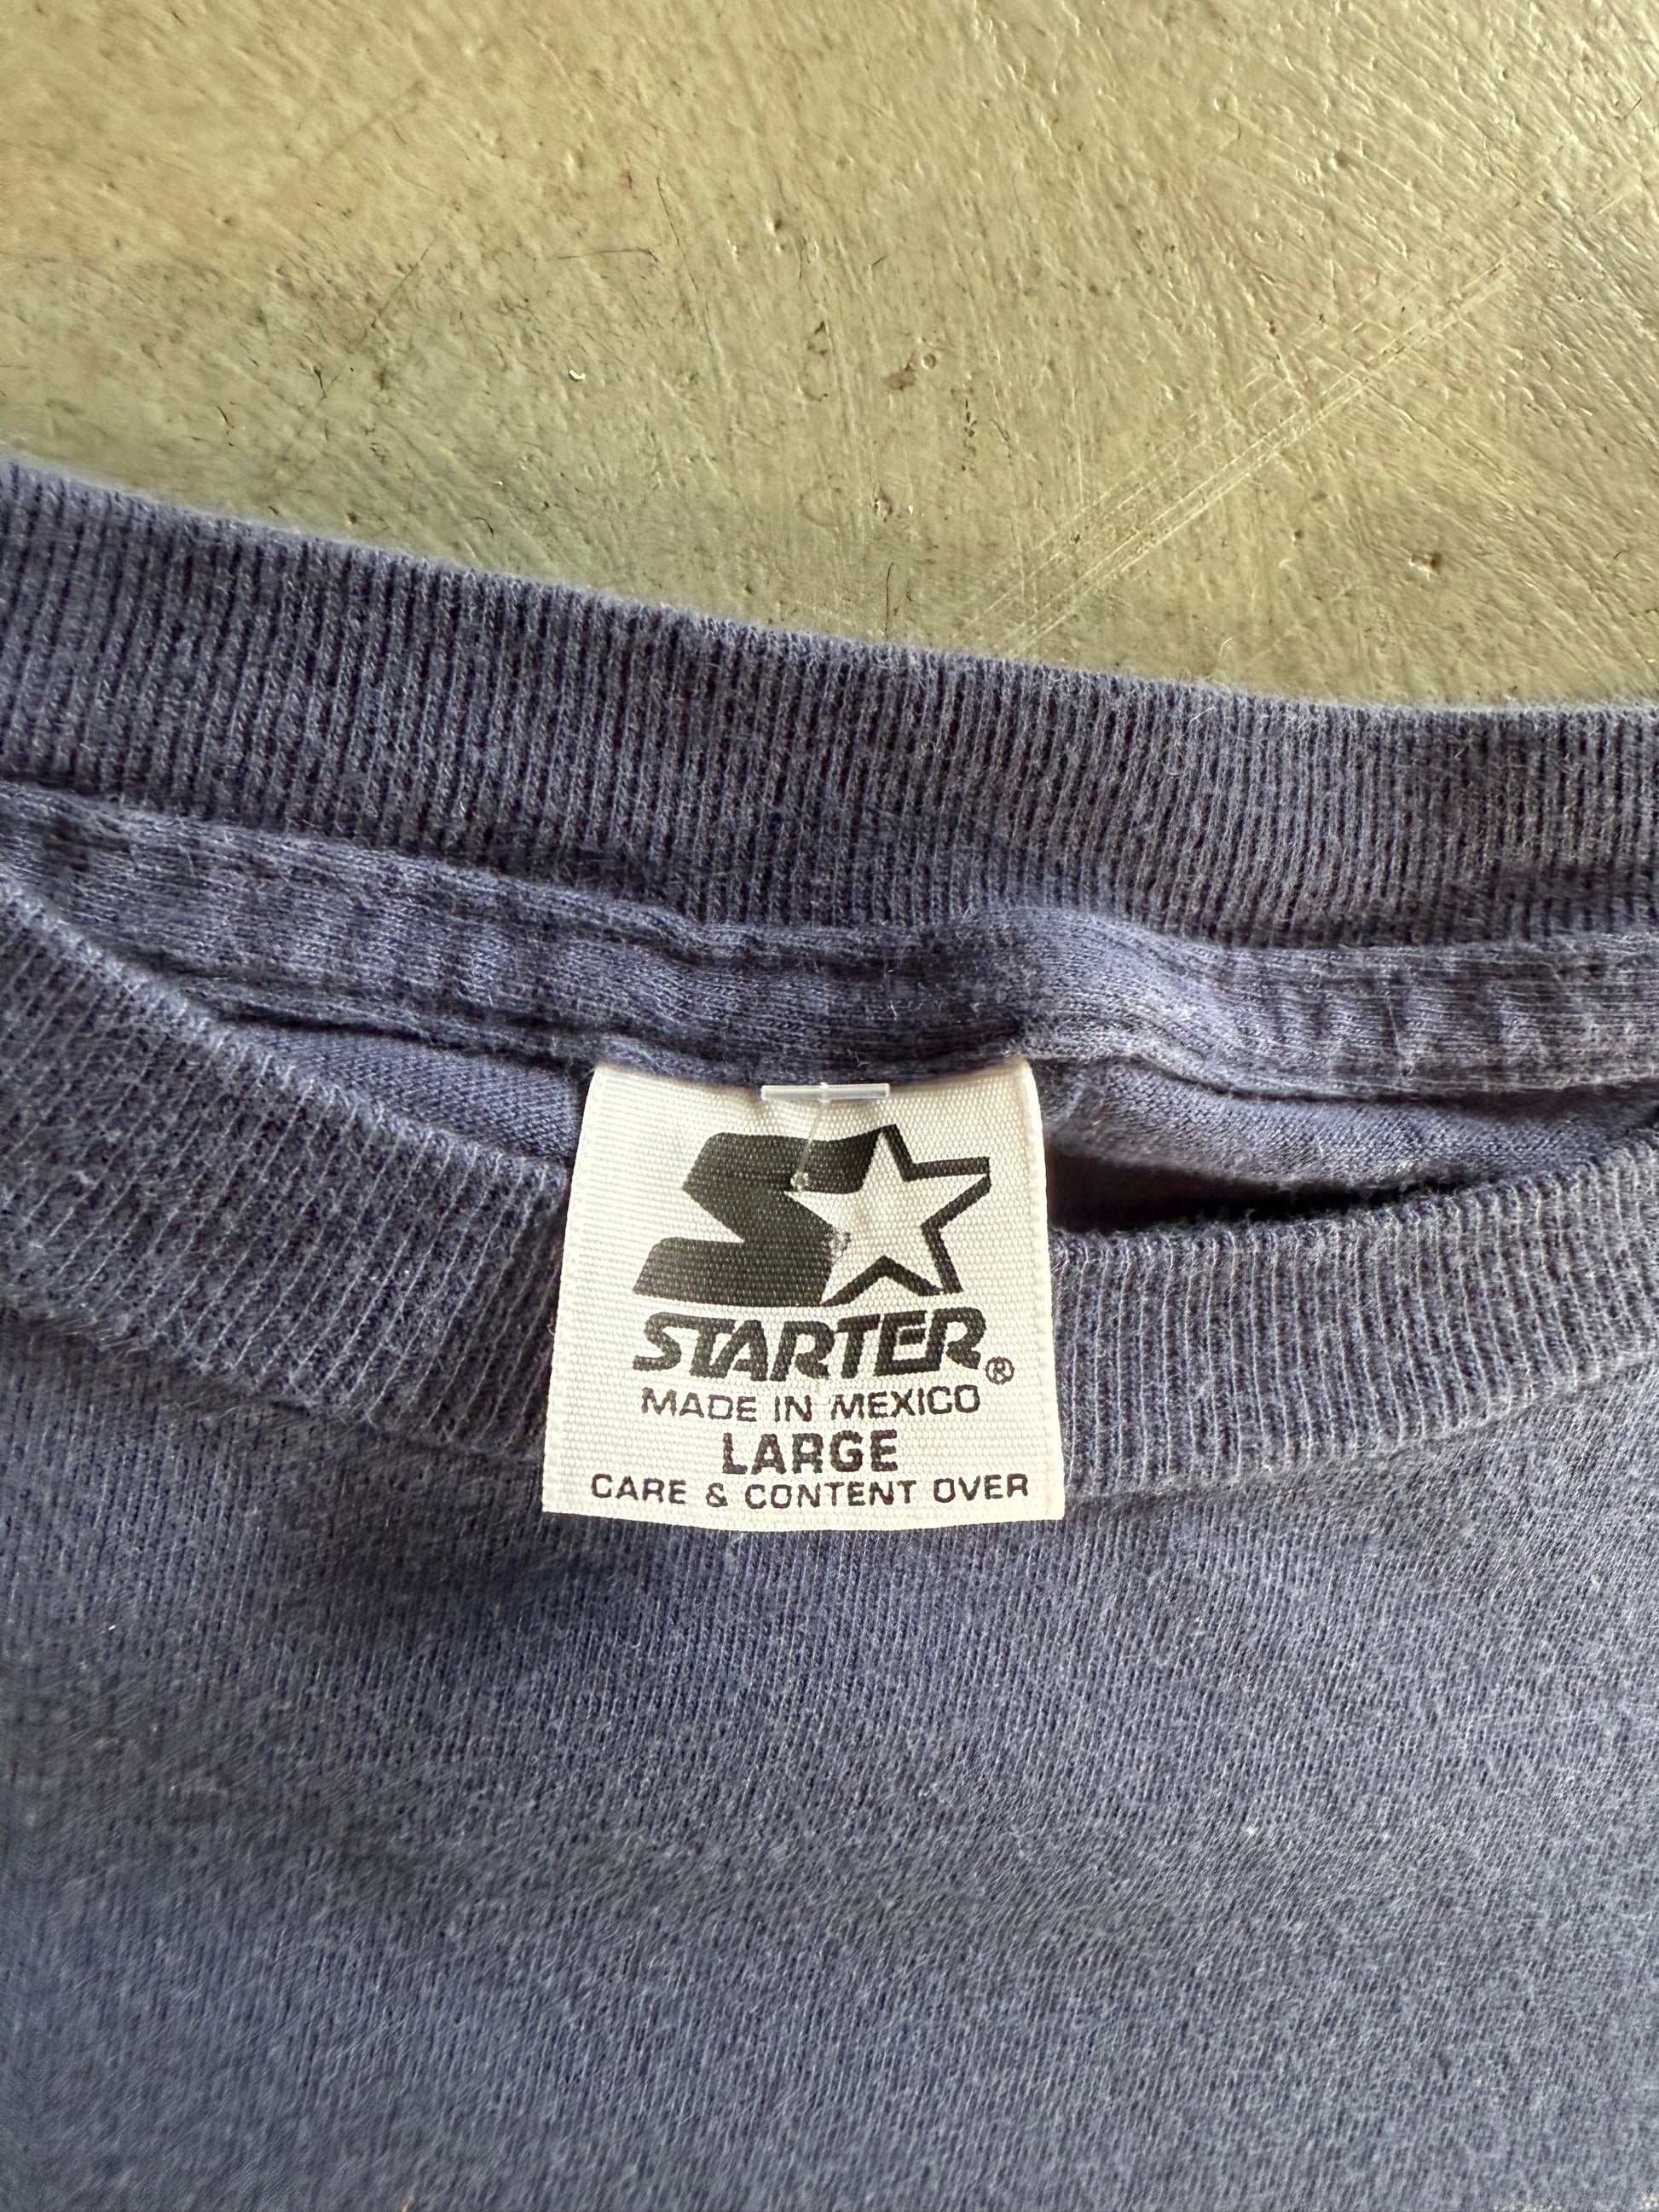 STARTER®
MADE IN MEXICO
LARGE
CARE & CONTENT OVER